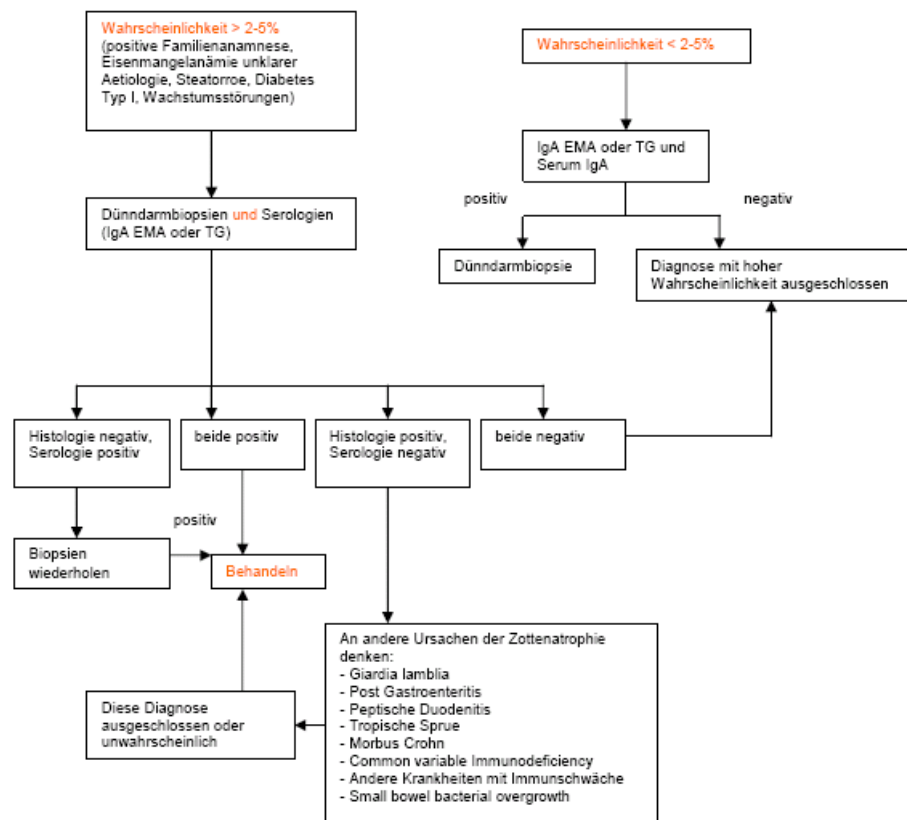 Wahrscheinlichkeit > 2-5%
(positive Familienanamnese,
Eisenmangelanämie unklarer
Aetiologie, Steatorroe, Diabetes
Typ I, Wachstumsstörungen)
Wahrscheinlichkeit < 2-5%
IgA EMA oder TG und
Serum IgA
positiv
negativ
Dünndarmbiopsien und Serologien
(IgA EMA oder TG)
Dünndarmbiopsie
Diagnose mit hoher
Wahrscheinlichkeit ausgeschlossen
Histologie negativ,
Serologie positiv
beide positiv
Histologie positiv,
Serologie negativ
beide negativ
positiv
Biopsien
wiederholen
Behandeln
An andere Ursachen der Zottenatrophie
denken:
- Giardia lamblia
- Post Gastroenteritis
- Peptische Duodenitis
- Tropische Sprue
- Morbus Crohn
- Common variable Immunodeficiency
- Andere Krankheiten mit Immunschwäche
- Small bowel bacterial overgrowth
Diese Diagnose
ausgeschlossen oder
unwahrscheinlich